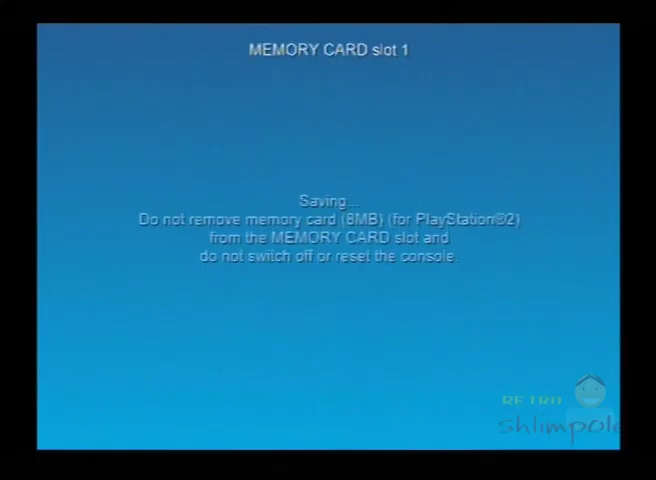 MEMORY CARD slot 1
Saving...
Do not remove memory card (8MB) (for PlayStation®2)
from the MEMORY CARD slot and
do not switch off or reset the console.
RETRO
shlimpole